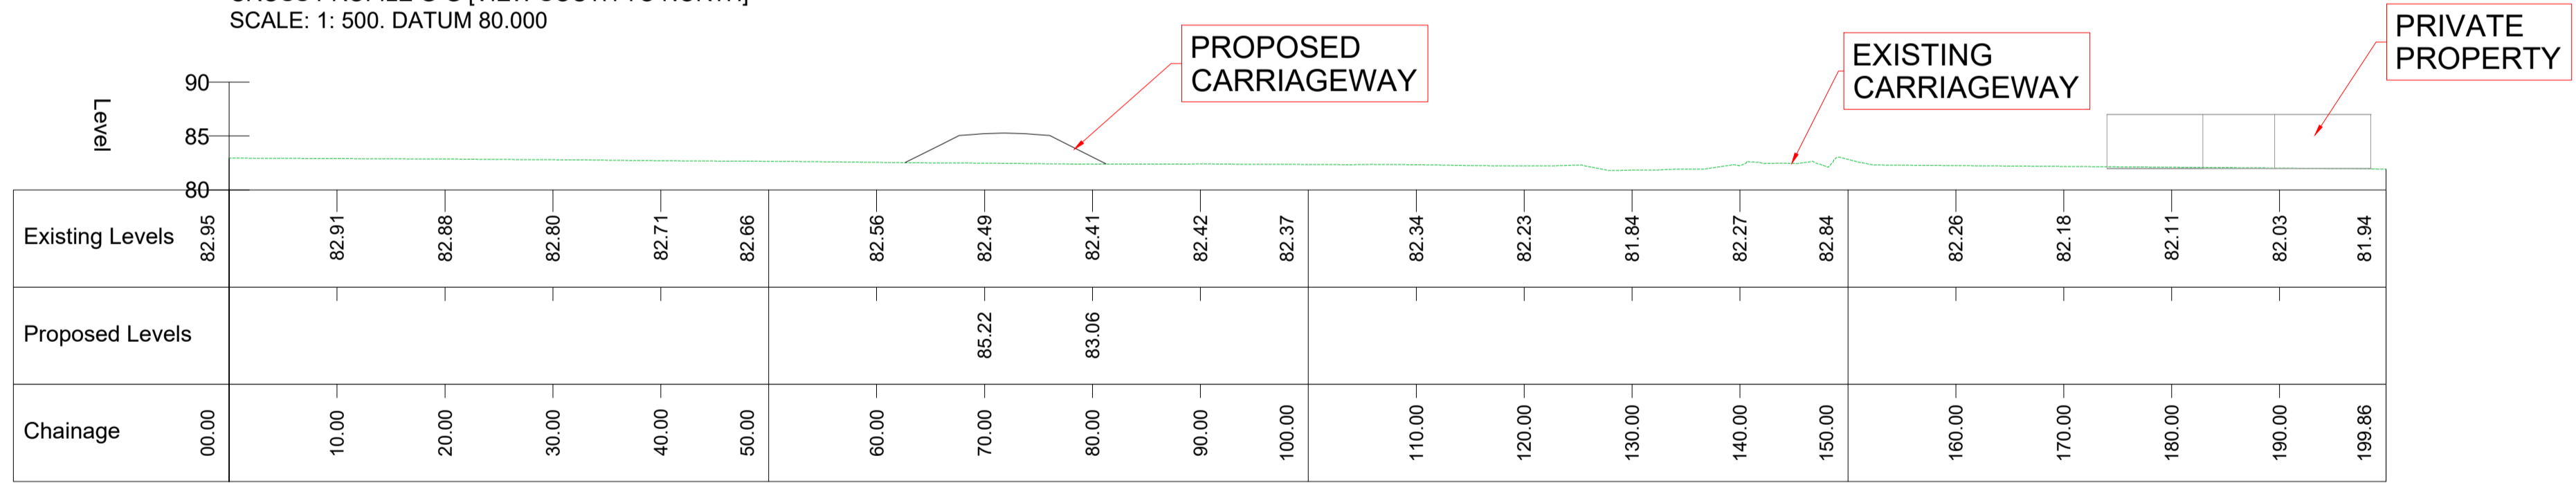 SCALE: 1: 500. DATUM 80.000
PROPOSED
CARRIAGEWAY
EXISTING
CARRIAGEWAY
PRIVATE
PROPERTY
Level
90
85
80
Existing Levels 82.95 82.91 82.88 82.80 82.71 82.66 82.56 82.49 82.41 82.42 82.37 82.34 82.23 81.84 82.27 82.84 82.26 82.18 82.11 82.03 81.94
Proposed Levels 85.22 83.06
Chainage 00.00 10.00 20.00 30.00 40.00 50.00 60.00 70.00 80.00 90.00 100.00 110.00 120.00 130.00 140.00 150.00 160.00 170.00 180.00 190.00 199.86